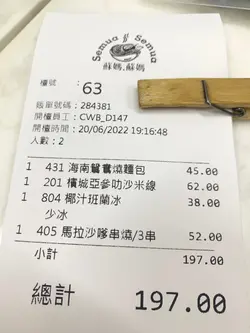 Semua Semua
蘇媽.蘇媽
檯號 63
賬單號碼：284381
開檯員工：CWB_D147
開檯時間：20/06/2022 19:16:48
人數：2
1 431 海南鴛鴦燒麵包 45.00
1 201 檳城亞參叻沙米線 62.00
1 804 椰汁班蘭冰 38.00
少冰
1 405 馬拉沙嗲串燒/3串 52.00
小計 197.00
總計 197.00